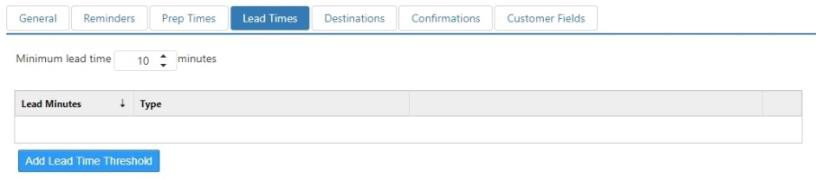 General Reminders Prep Times Lead Times Destinations Confirmations Customer Fields
Minimum lead time 10 minutes
Lead Minutes ↓ Type
Add Lead Time Threshold